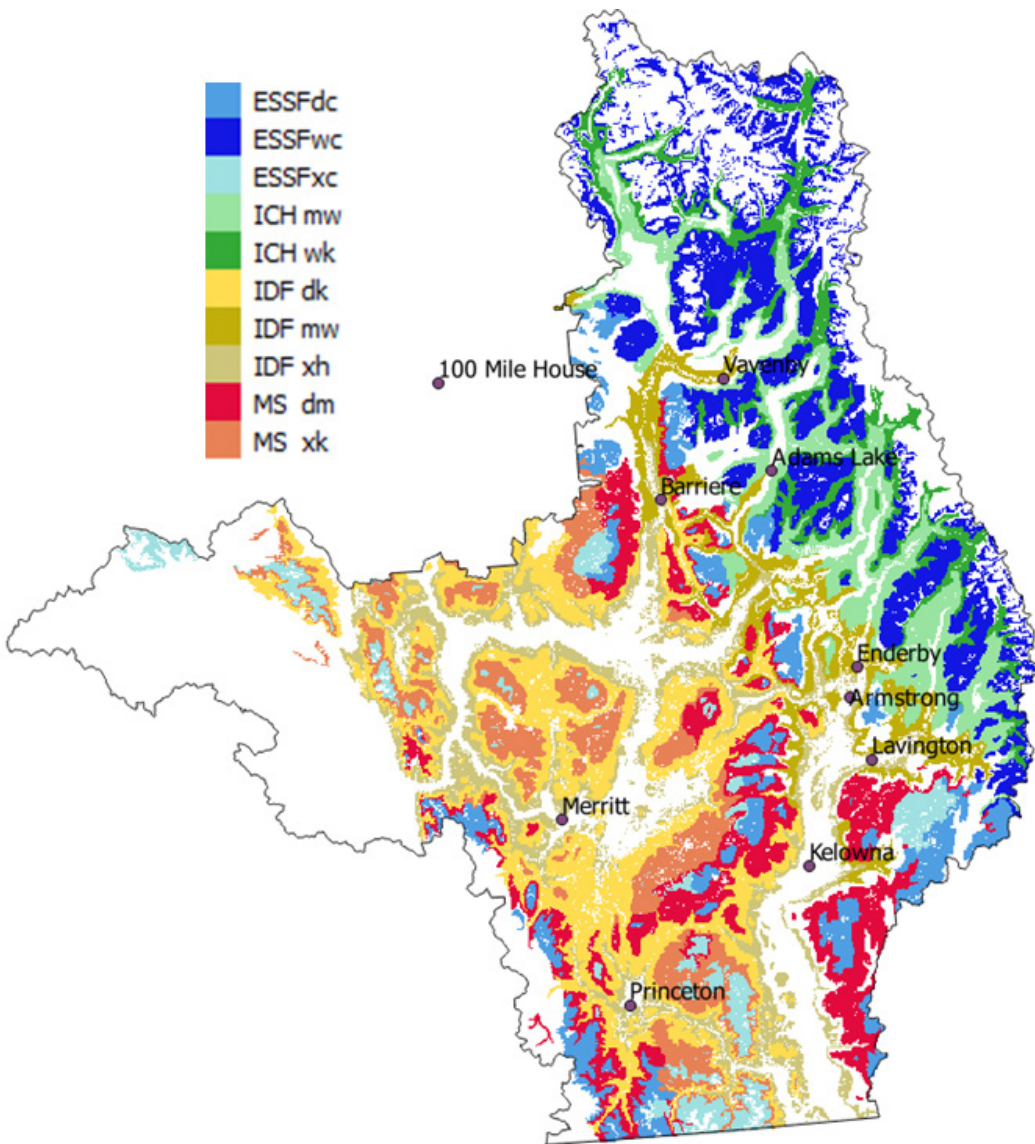 ESSFdc
ESSFwc
ESSFxc
ICH mw
ICH wk
IDF dk
IDF mw
IDF xh
MS dm
MS xk
100 Mile House
Vavenby
Adams Lake
Barriere
Enderby
Armstrong
Lavington
Merritt
Kelowna
Princeton